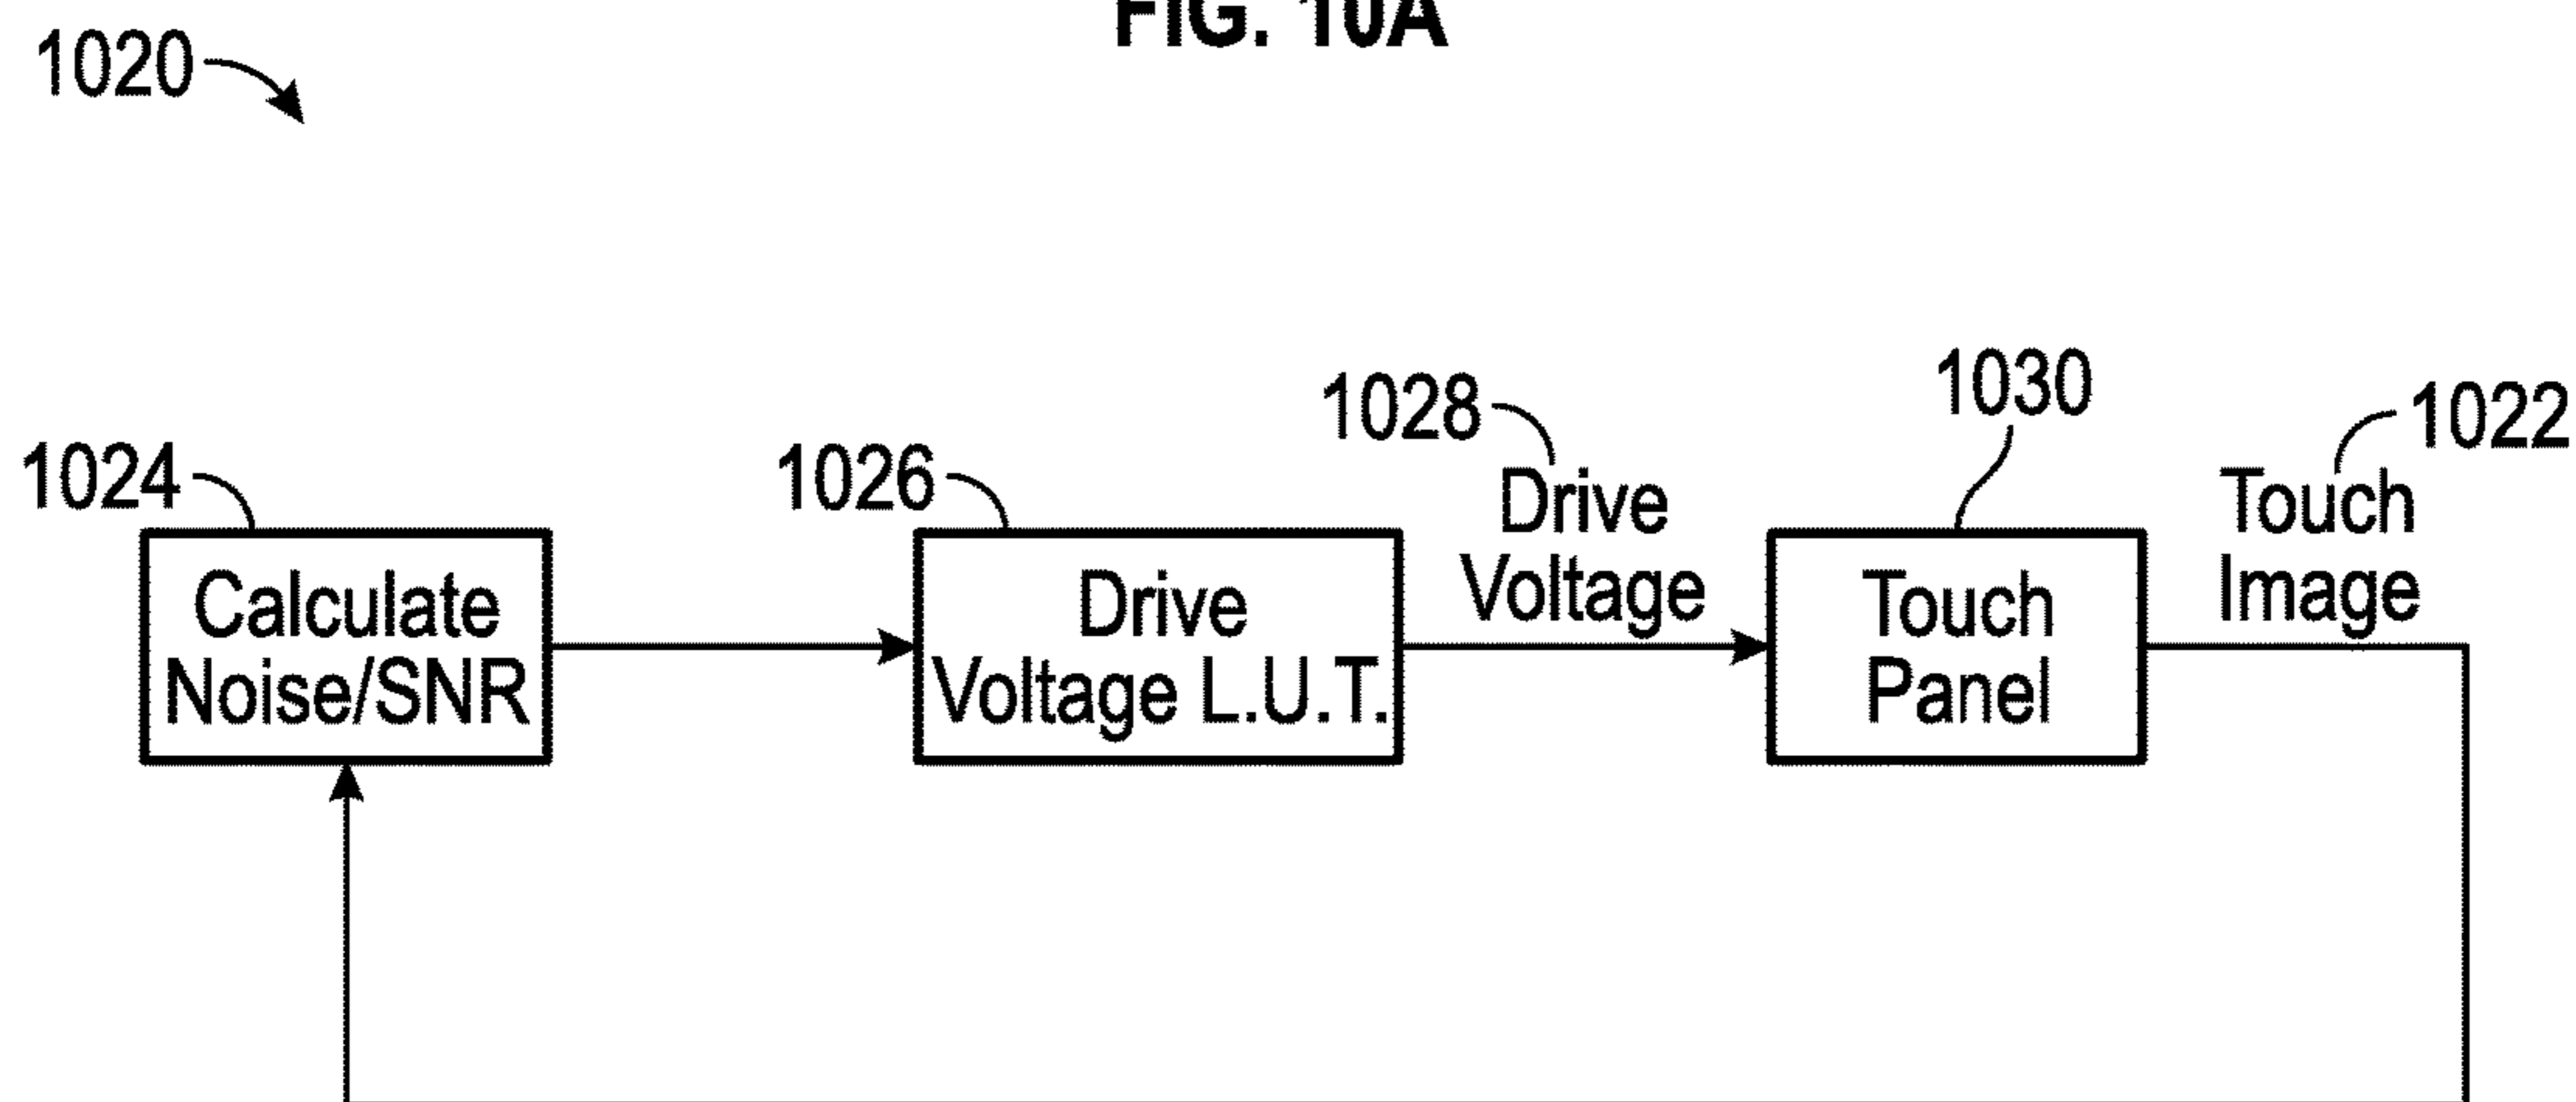 FIG. 10A
1020
1024
Calculate
Noise/SNR
1026
Drive
Voltage L.U.T.
1028
Drive
Voltage
1030
Touch
Panel
1022
Touch
Image